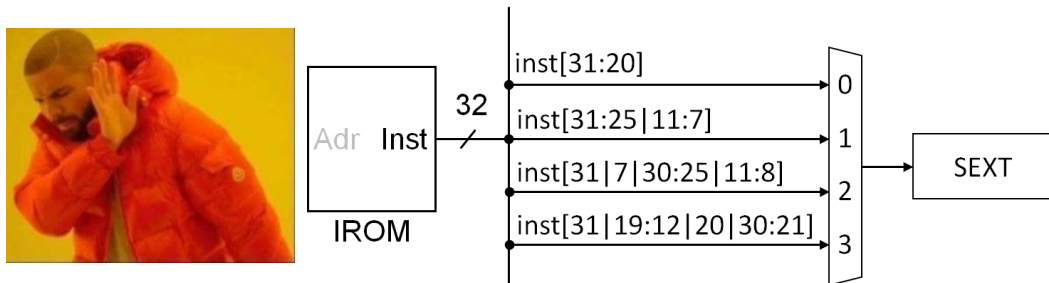 inst[31:20]
0
32
Adr Inst
inst[31:25|11:7]
1
inst[31|7|30:25|11:8]
2
SEXT
IROM
inst[31|19:12|20|30:21]
3